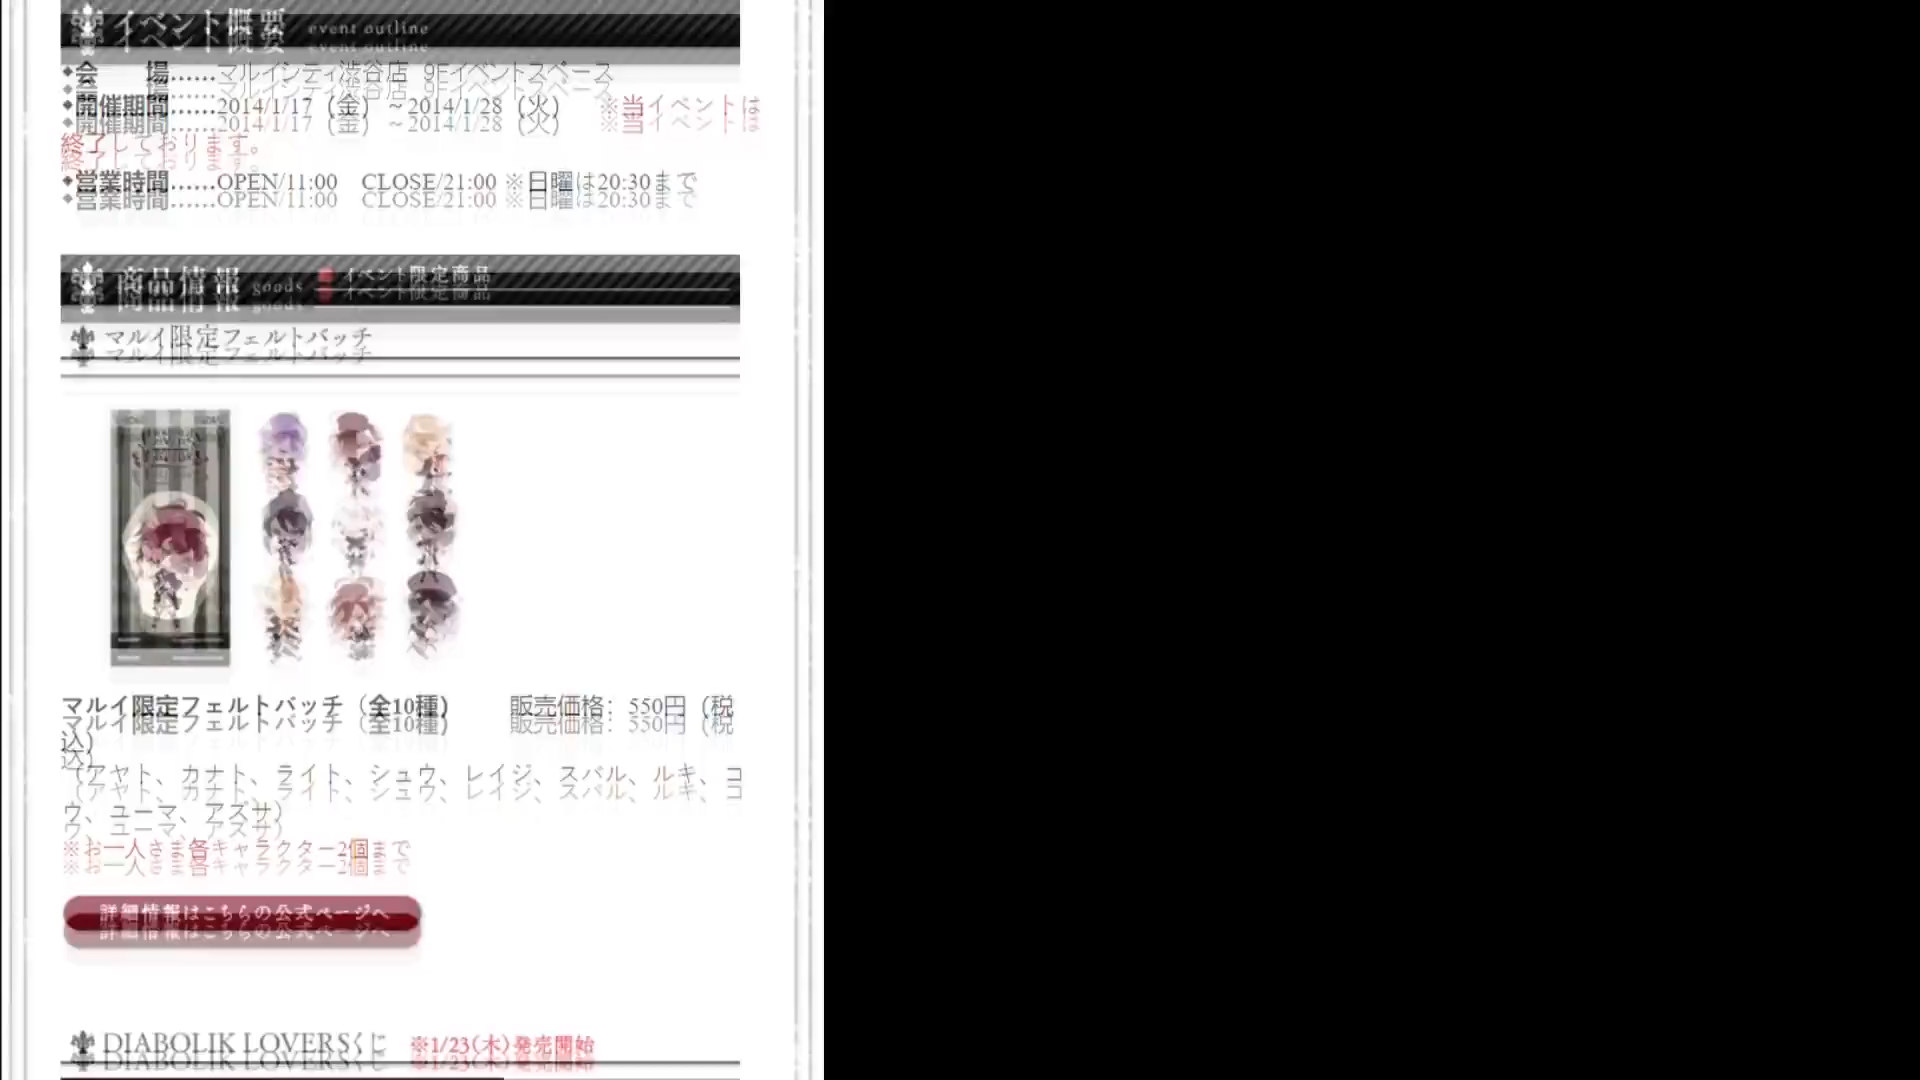 イベント概要 event outline
◆会　　場……マルイシティ渋谷店 9Fイベントスペース
◆開催期間……2014/1/17（金）～2014/1/28（火）　※当イベントは
終了しております。
◆営業時間……OPEN/11:00　CLOSE/21:00 ※日曜は20:30まで
商品情報 goods イベント限定商品
マルイ限定フェルトバッチ
マルイ限定フェルトバッチ（全10種）　　販売価格：550円（税
込）
（アヤト、カナト、ライト、シュウ、レイジ、スバル、ルキ、コ
ウ、ユーマ、アズサ）
※お一人さま各キャラクター2個まで
詳細情報はこちらの公式ページへ
DIABOLIK LOVERSくじ　※1/23(木)発売開始